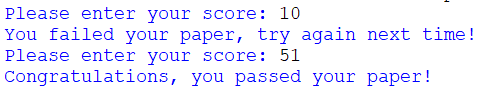 Please enter your score: 10
You failed your paper, try again next time!
Please enter your score: 51
Congratulations, you passed your paper!